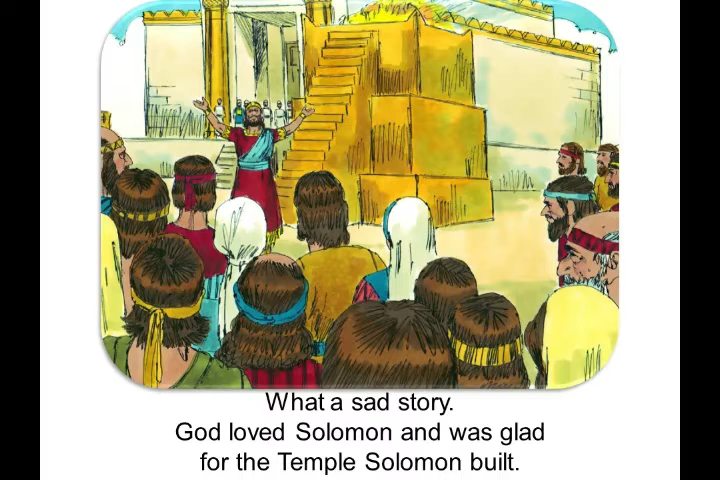 What a sad story.
God loved Solomon and was glad
for the Temple Solomon built.